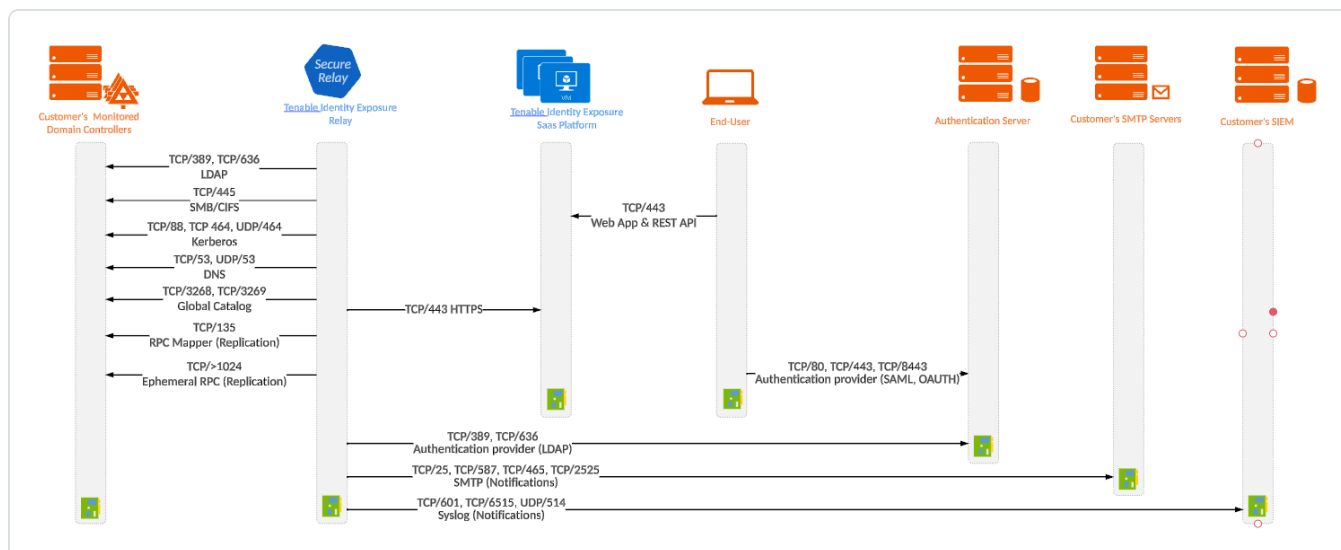 Secure
Relay
Customer's Monitored
Domain Controllers
Tenable Identity Exposure
Relay
VM
Tenable Identity Exposure
SaaS Platform
End-User
Authentication Server
Customer's SMTP Servers
Customer's SIEM
TCP/389, TCP/636
LDAP
TCP/445
SMB/CIFS
TCP/88, TCP 464, UDP/464
Kerberos
TCP/53, UDP/53
DNS
TCP/3268, TCP/3269
Global Catalog
TCP/135
RPC Mapper (Replication)
TCP/>1024
Ephemeral RPC (Replication)
TCP/443
Web App & REST API
TCP/443 HTTPS
TCP/80, TCP/443, TCP/8443
Authentication provider (SAML, OAUTH)
TCP/389, TCP/636
Authentication provider (LDAP)
TCP/25, TCP/587, TCP/465, TCP/2525
SMTP (Notifications)
TCP/601, TCP/6515, UDP/514
Syslog (Notifications)